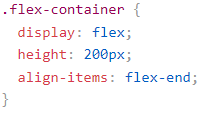 .flex-container {
  display: flex;
  height: 200px;
  align-items: flex-end;
}